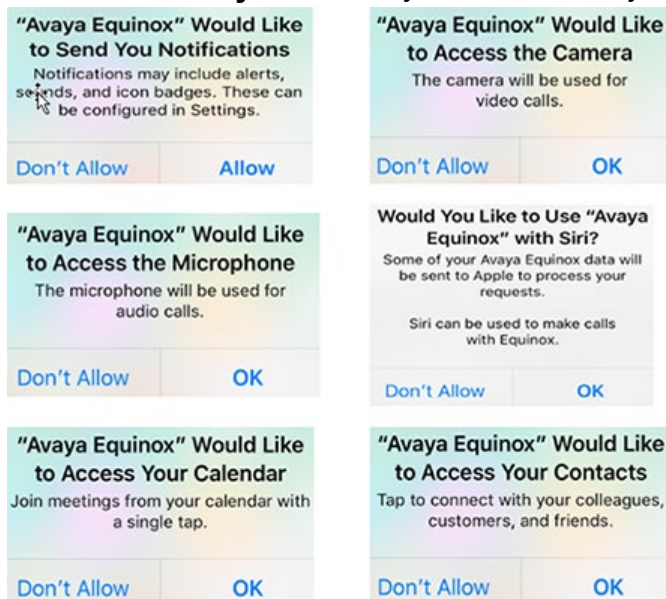 "Avaya Equinox" Would Like
to Send You Notifications
Notifications may include alerts,
sounds, and icon badges. These can
be configured in Settings.
Don't Allow
Allow
"Avaya Equinox" Would Like
to Access the Camera
The camera will be used for
video calls.
Don't Allow
OK
"Avaya Equinox" Would Like
to Access the Microphone
The microphone will be used for
audio calls.
Don't Allow
OK
Would You Like to Use "Avaya
Equinox" with Siri?
Some of your Avaya Equinox data will
be sent to Apple to process your
requests.
Siri can be used to make calls
with Equinox.
Don't Allow
OK
"Avaya Equinox" Would Like
to Access Your Calendar
Join meetings from your calendar with
a single tap.
Don't Allow
OK
"Avaya Equinox" Would Like
to Access Your Contacts
Tap to connect with your colleagues,
customers, and friends.
Don't Allow
OK